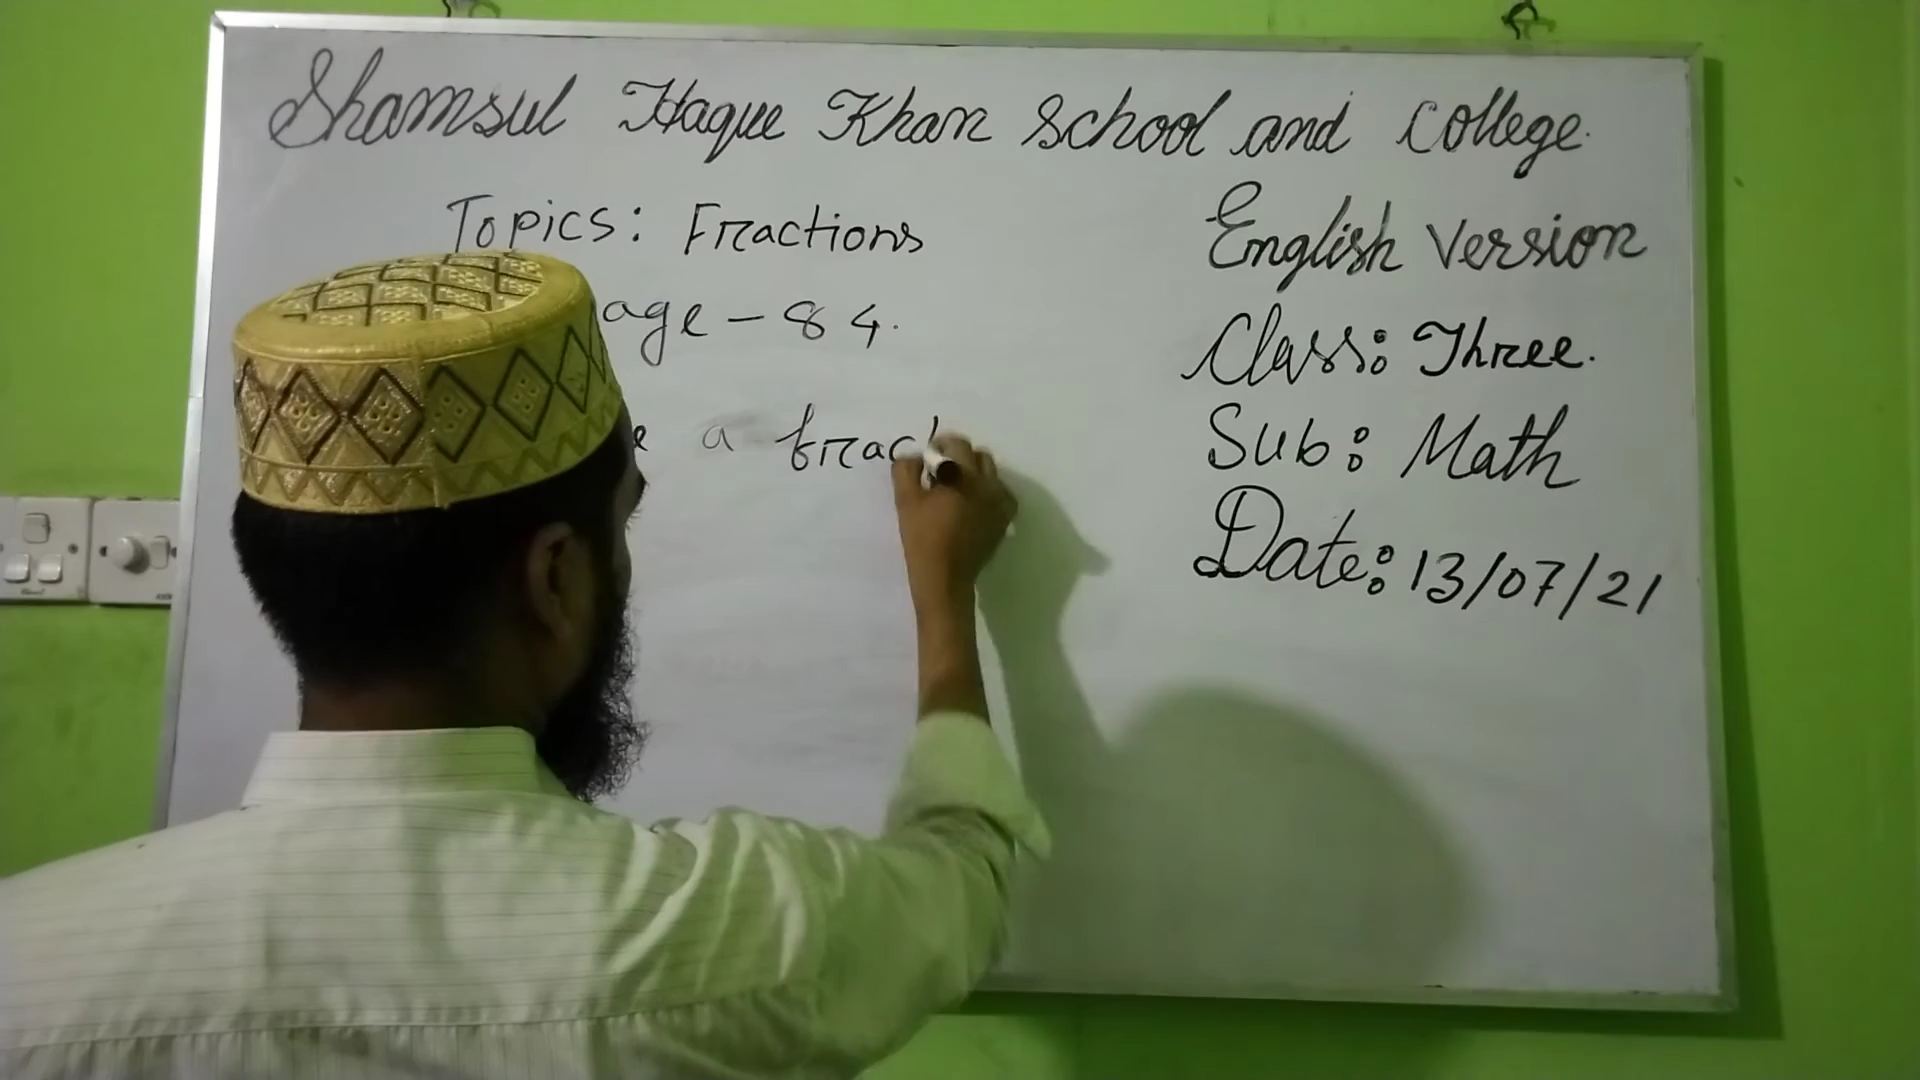 Shamsul Haque Khan School and College.
Topics: Fractions
age - 84.
a frac
English Version
Class: Three.
Sub: Math
Date: 13/07/21